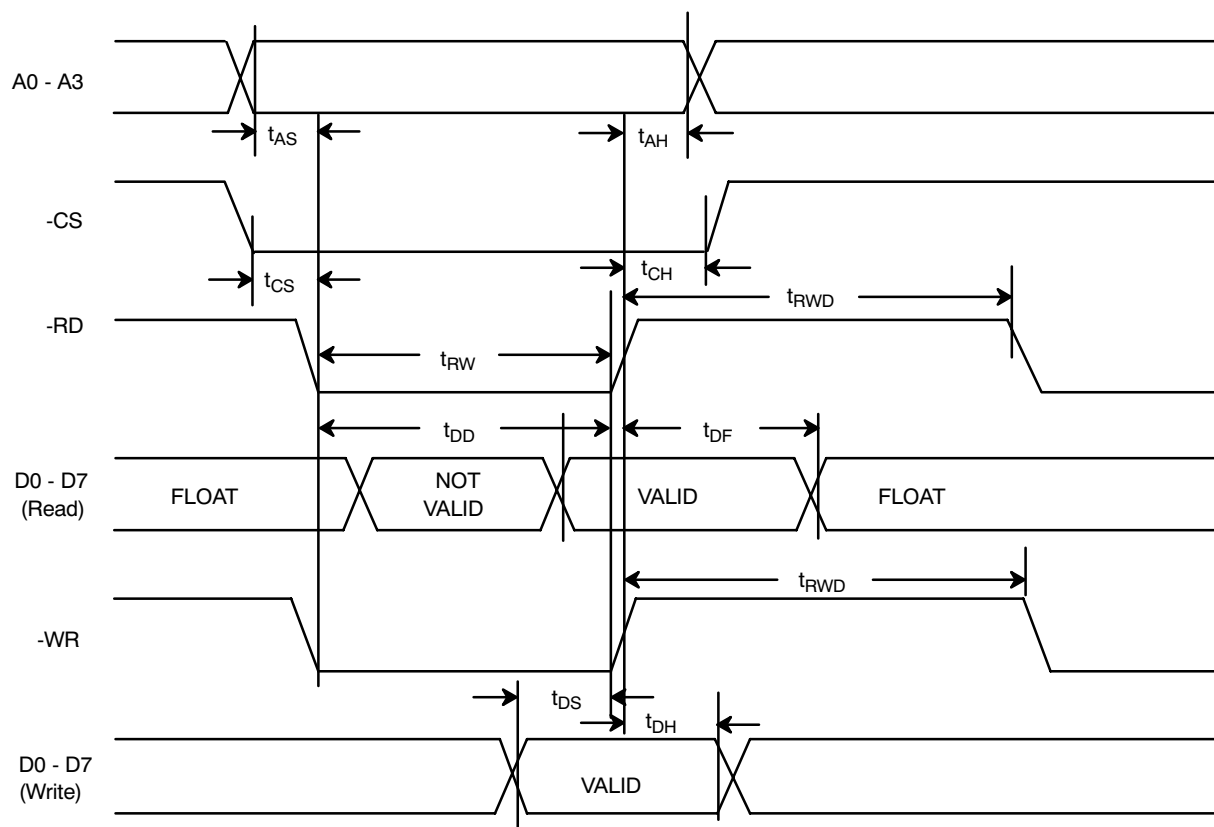 A0 - A3
tAS
tAH
-CS
tCS
tCH
tRWD
-RD
tRW
tDD
tDF
D0 - D7
(Read)
FLOAT
NOT
VALID
VALID
FLOAT
tRWD
-WR
tDS
tDH
D0 - D7
(Write)
VALID